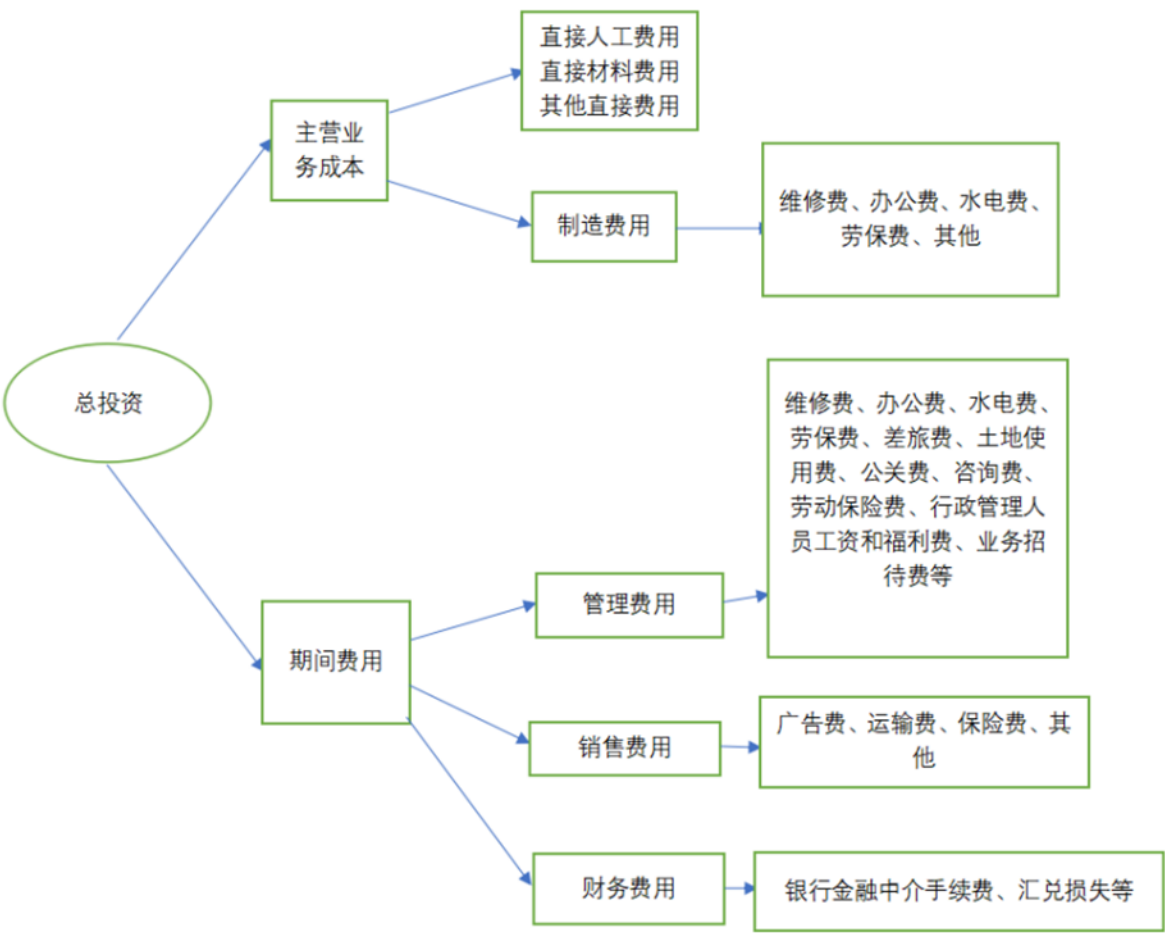 直接人工费用
直接材料费用
其他直接费用
主营业
务成本
制造费用
维修费、办公费、水电费、
劳保费、其他
总投资
维修费、办公费、水电费、
劳保费、差旅费、土地使
用费、公关费、咨询费、
劳动保险费、行政管理人
员工资和福利费、业务招
待费等
管理费用
期间费用
销售费用
广告费、运输费、保险费、其
他
财务费用
银行金融中介手续费、汇兑损失等